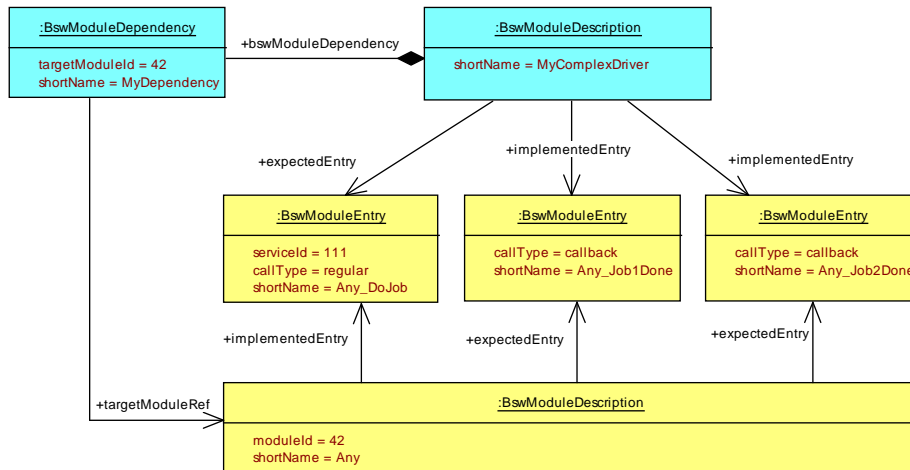 :BswModuleDependency
targetModuleId = 42
shortName = MyDependency
+bswModuleDependency
:BswModuleDescription
shortName = MyComplexDriver
+expectedEntry
+implementedEntry
+implementedEntry
:BswModuleEntry
serviceId = 111
callType = regular
shortName = Any_DoJob
:BswModuleEntry
callType = callback
shortName = Any_Job1Done
:BswModuleEntry
callType = callback
shortName = Any_Job2Done
+implementedEntry
+expectedEntry
+expectedEntry
+targetModuleRef
:BswModuleDescription
moduleId = 42
shortName = Any